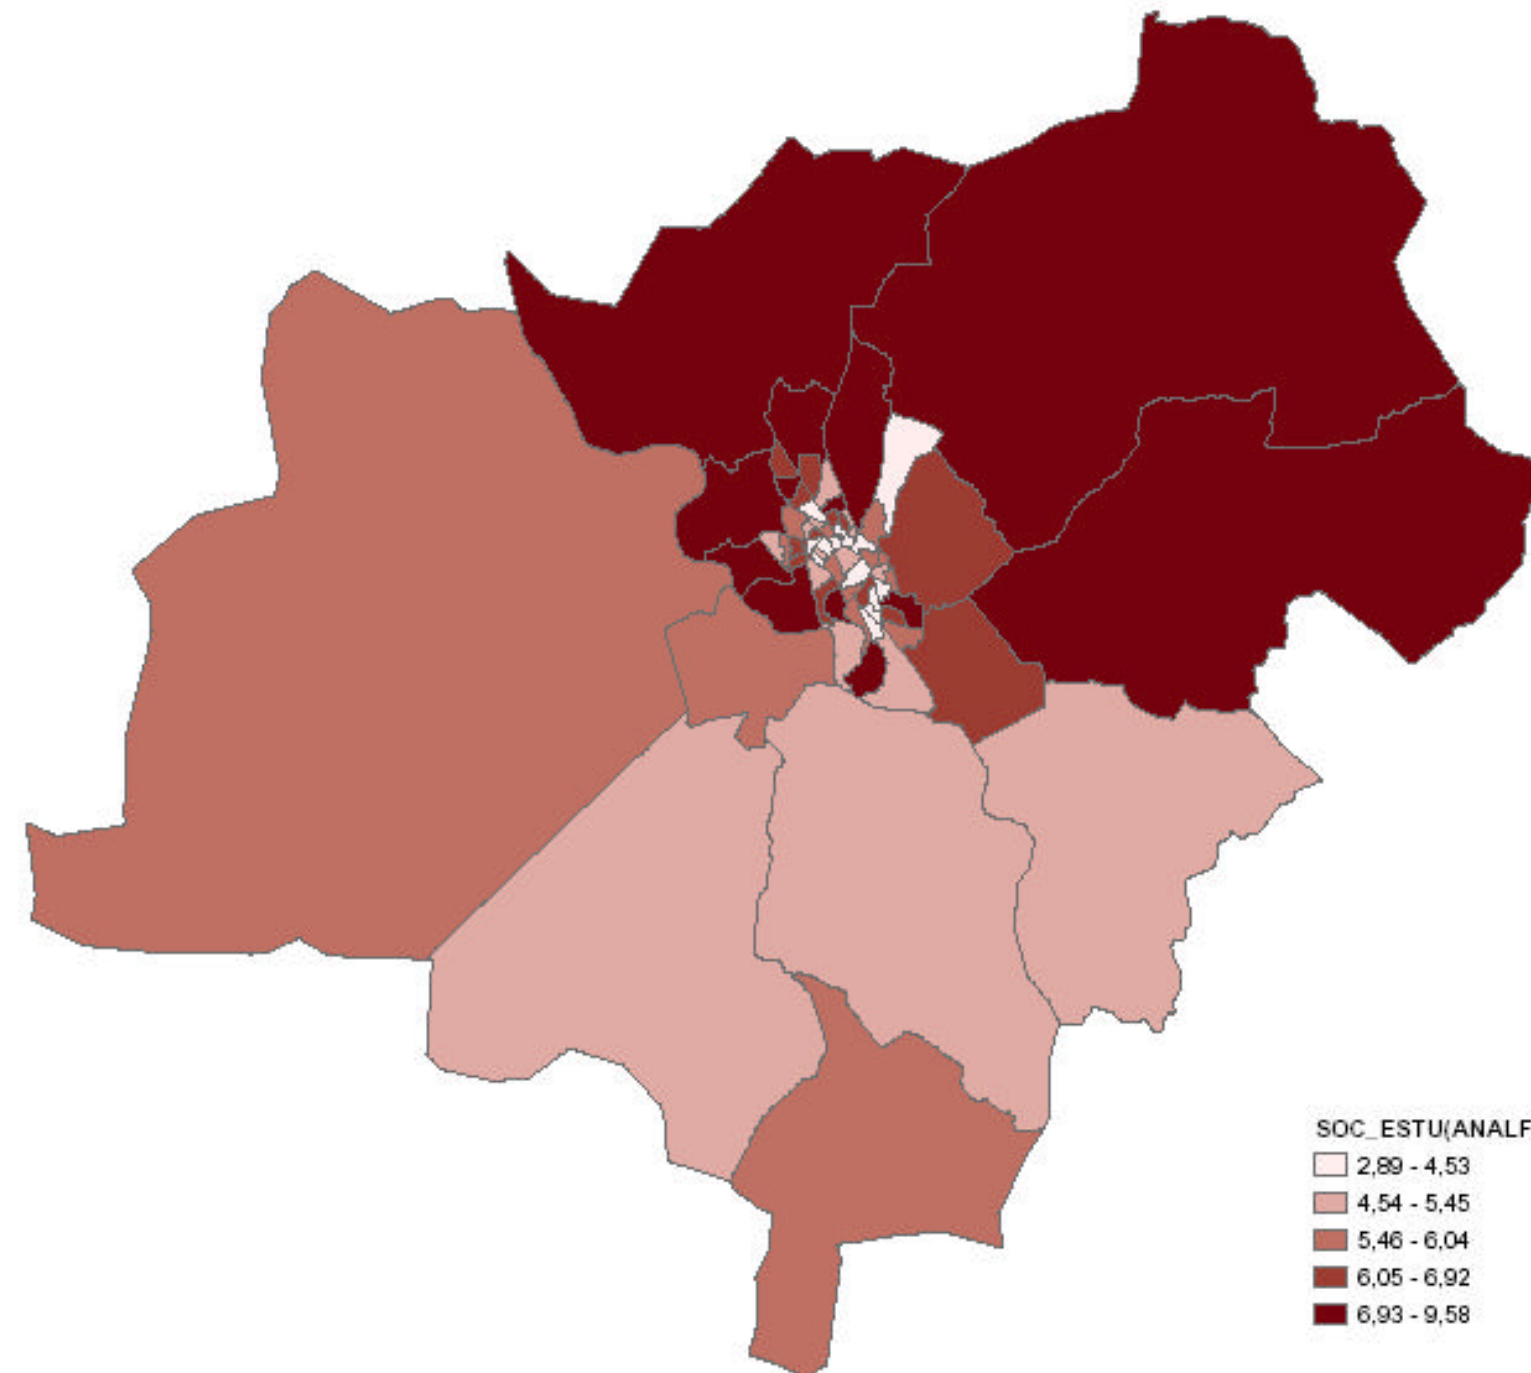 SOC_ESTU(ANALF
2,89 - 4,53
4,54 - 5,45
5,46 - 6,04
6,05 - 6,92
6,93 - 9,58